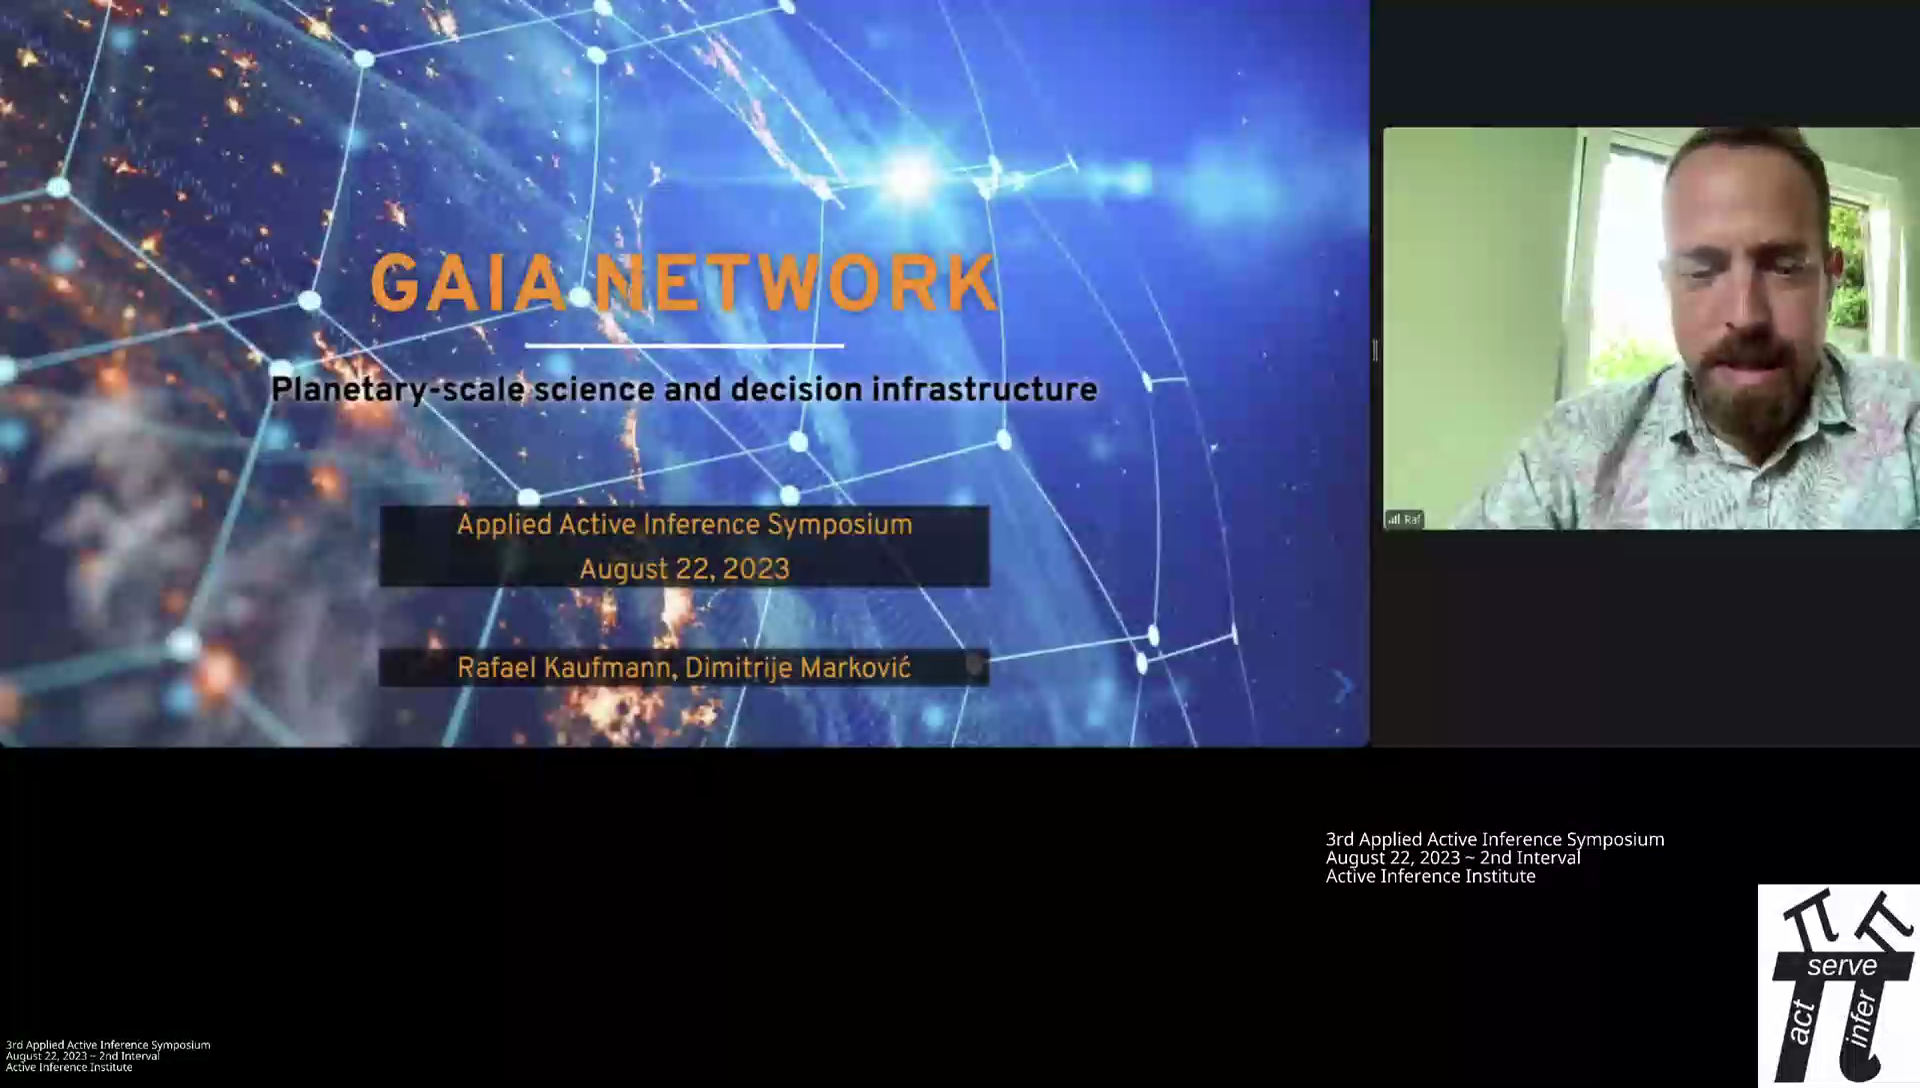 GAIA NETWORK
Planetary-scale science and decision infrastructure
Applied Active Inference Symposium
August 22, 2023
Rafael Kaufmann, Dimitrije Marković
Raf
3rd Applied Active Inference Symposium
August 22, 2023 ~ 2nd Interval
Active Inference Institute
serve
act
infer
3rd Applied Active Inference Symposium
August 22, 2023 ~ 2nd Interval
Active Inference Institute